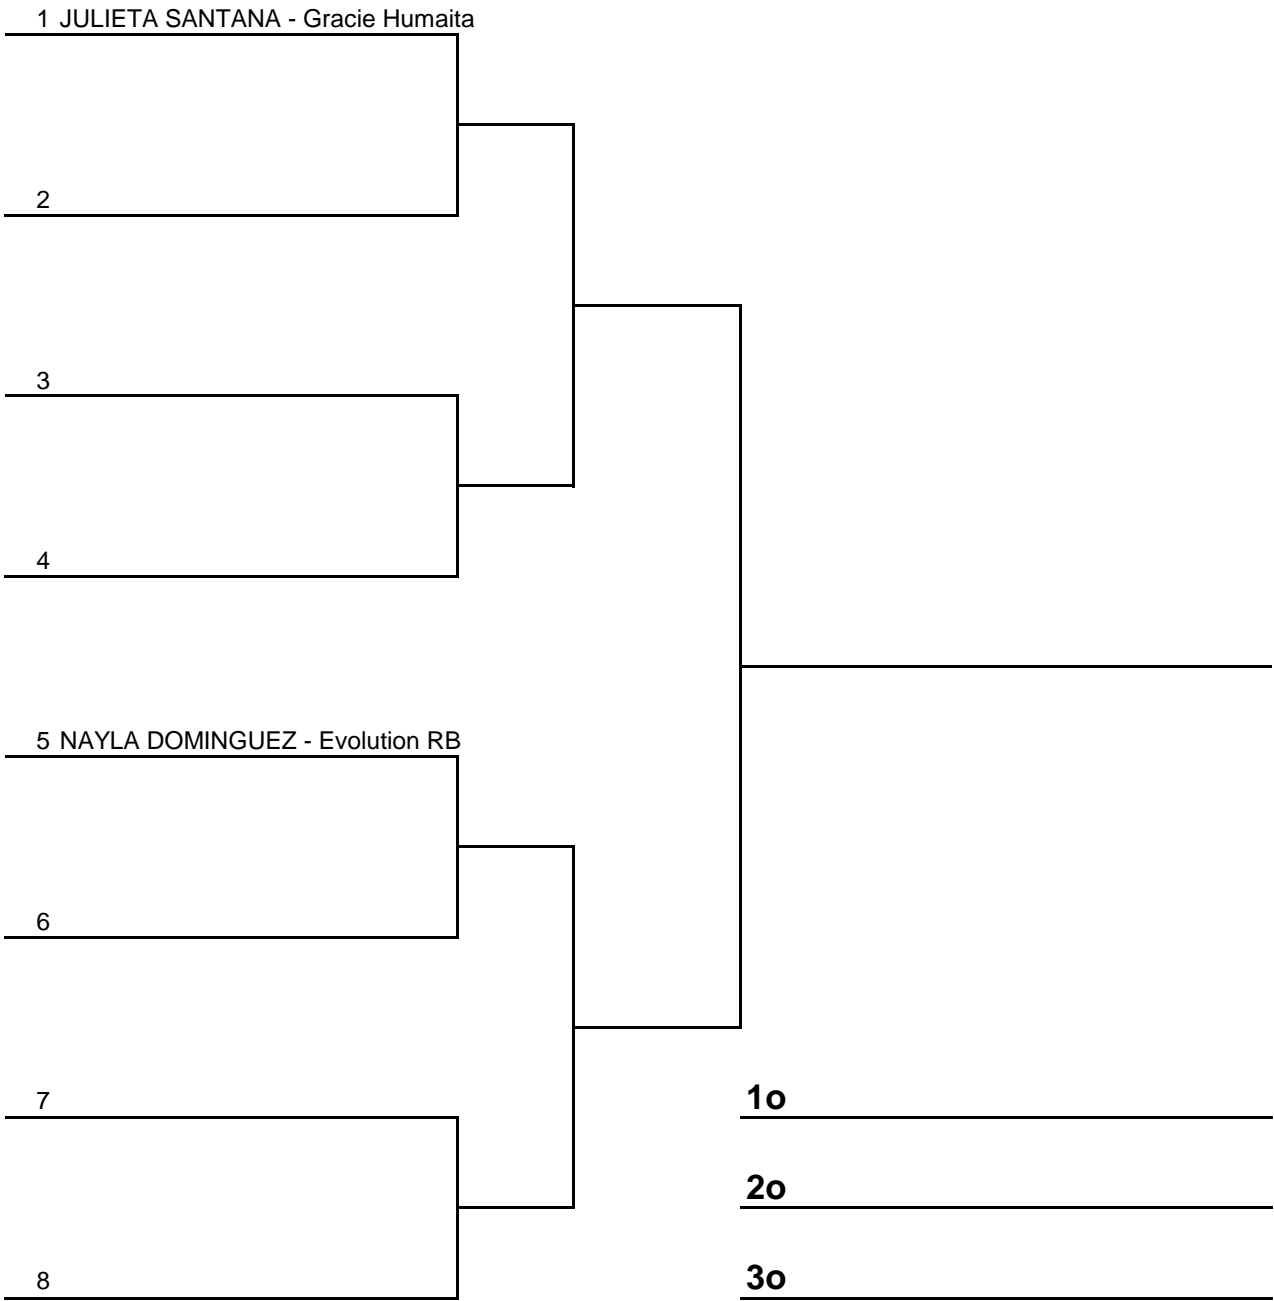 1 JULIETA SANTANA - Gracie Humaita
2
3
4
5 NAYLA DOMINGUEZ - Evolution RB
6
7
8
1o
2o
3o